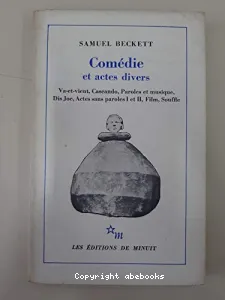 SAMUEL BECKETT
Comédie
et actes divers
Va-et-vient, Cascando, Paroles et musique,
Dis Joe, Actes sans paroles I et II, Film, Souffle
m
LES ÉDITIONS DE MINUIT
Copyright abebooks